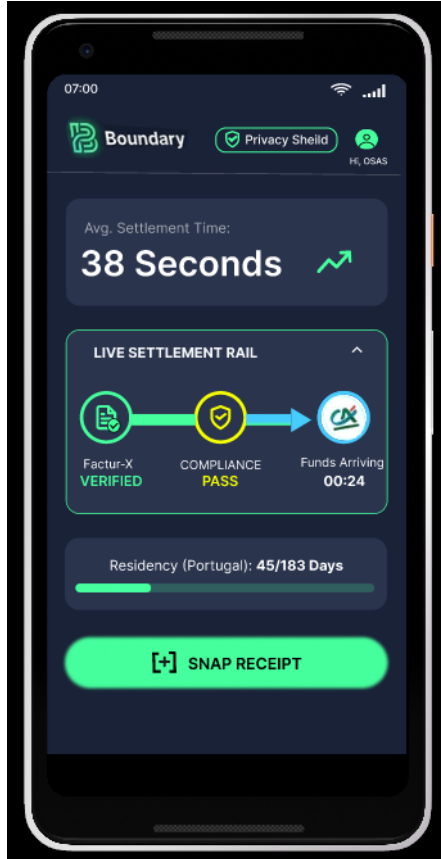 07:00
Boundary
Privacy Sheild
Hi, OSAS
Avg. Settlement Time:
38 Seconds
LIVE SETTLEMENT RAIL
Factur-X
VERIFIED
COMPLIANCE
PASS
Funds Arriving
00:24
Residency (Portugal): 45/183 Days
[+] SNAP RECEIPT